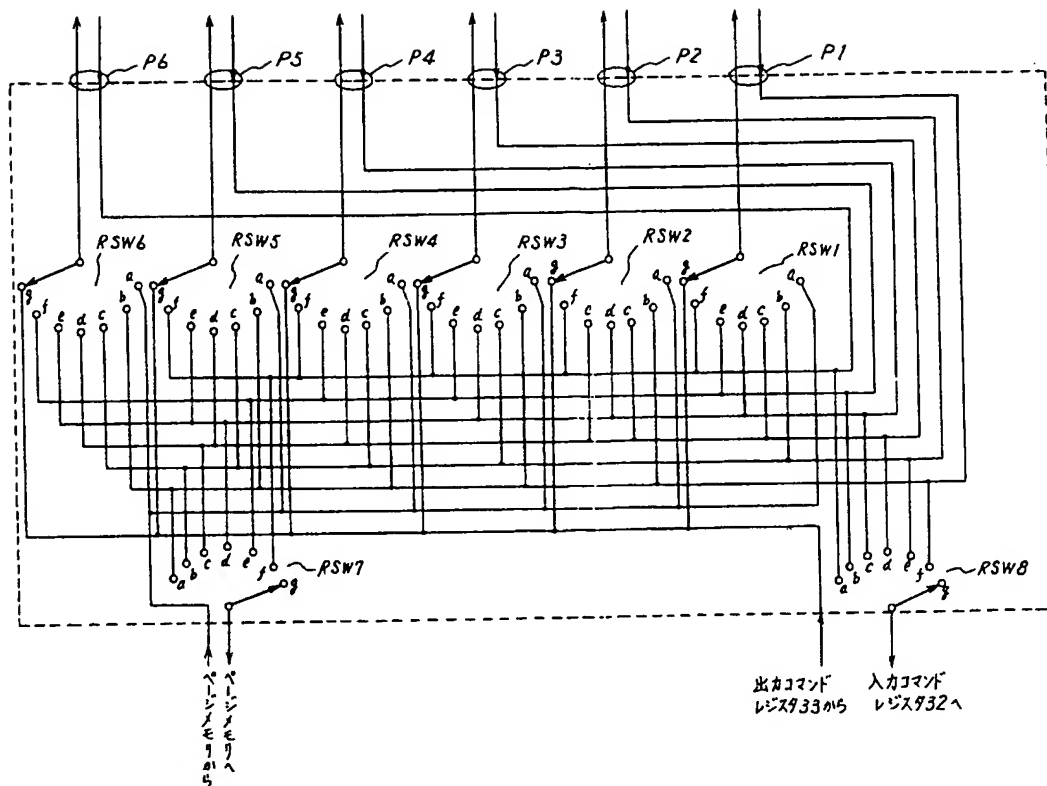 P6 P5 P4 P3 P2 P1
RSW6 RSW5 RSW4 RSW3 RSW2 RSW1
g f e d c b a
g f e d c b a
g f e d c b a
g f e d c b a
g f c d c b a
g f e d c b a
a b c d e f g RSW7
a b c d e f g RSW8
ページメモリから
ページメモリへ
出力コマンド
レジスタ33から
入力コマンド
レジスタ32へ